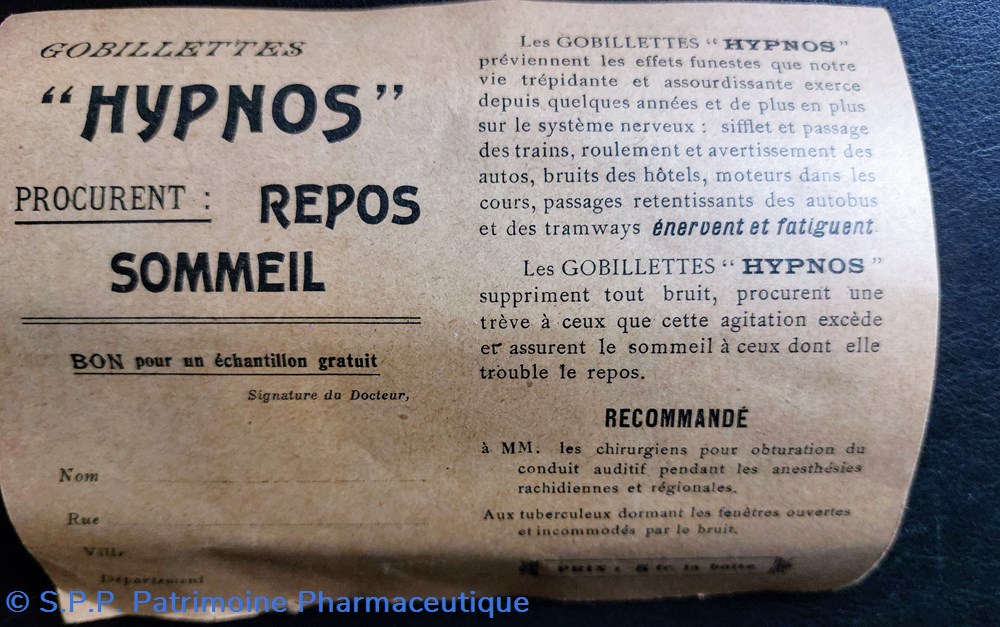 GOBILLETTES
“HYPNOS”
PROCURENT : REPOS
SOMMEIL
BON pour un échantillon gratuit
Signature du Docteur,
Nom
Rue
Ville
Département
Les GOBILLETTES “ HYPNOS ”
préviennent les effets funestes que notre
vie trépidante et assourdissante exerce
depuis quelques années et de plus en plus
sur le système nerveux : sifflet et passage
des trains, roulement et avertissement des
autos, bruits des hôtels, moteurs dans les
cours, passages retentissants des autobus
et des tramways énervent et fatiguent.
Les GOBILLETTES “ HYPNOS ”
suppriment tout bruit, procurent une
trève à ceux que cette agitation excède
et assurent le sommeil à ceux dont elle
trouble le repos.
RECOMMANDÉ
à MM. les chirurgiens pour obturation du
conduit auditif pendant les anesthésies
rachidiennes et régionales.
Aux tuberculeux dormant les fenêtres ouvertes
et incommodés par le bruit.
PRIX : fc. la boîte
© S.P.P. Patrimoine Pharmaceutique